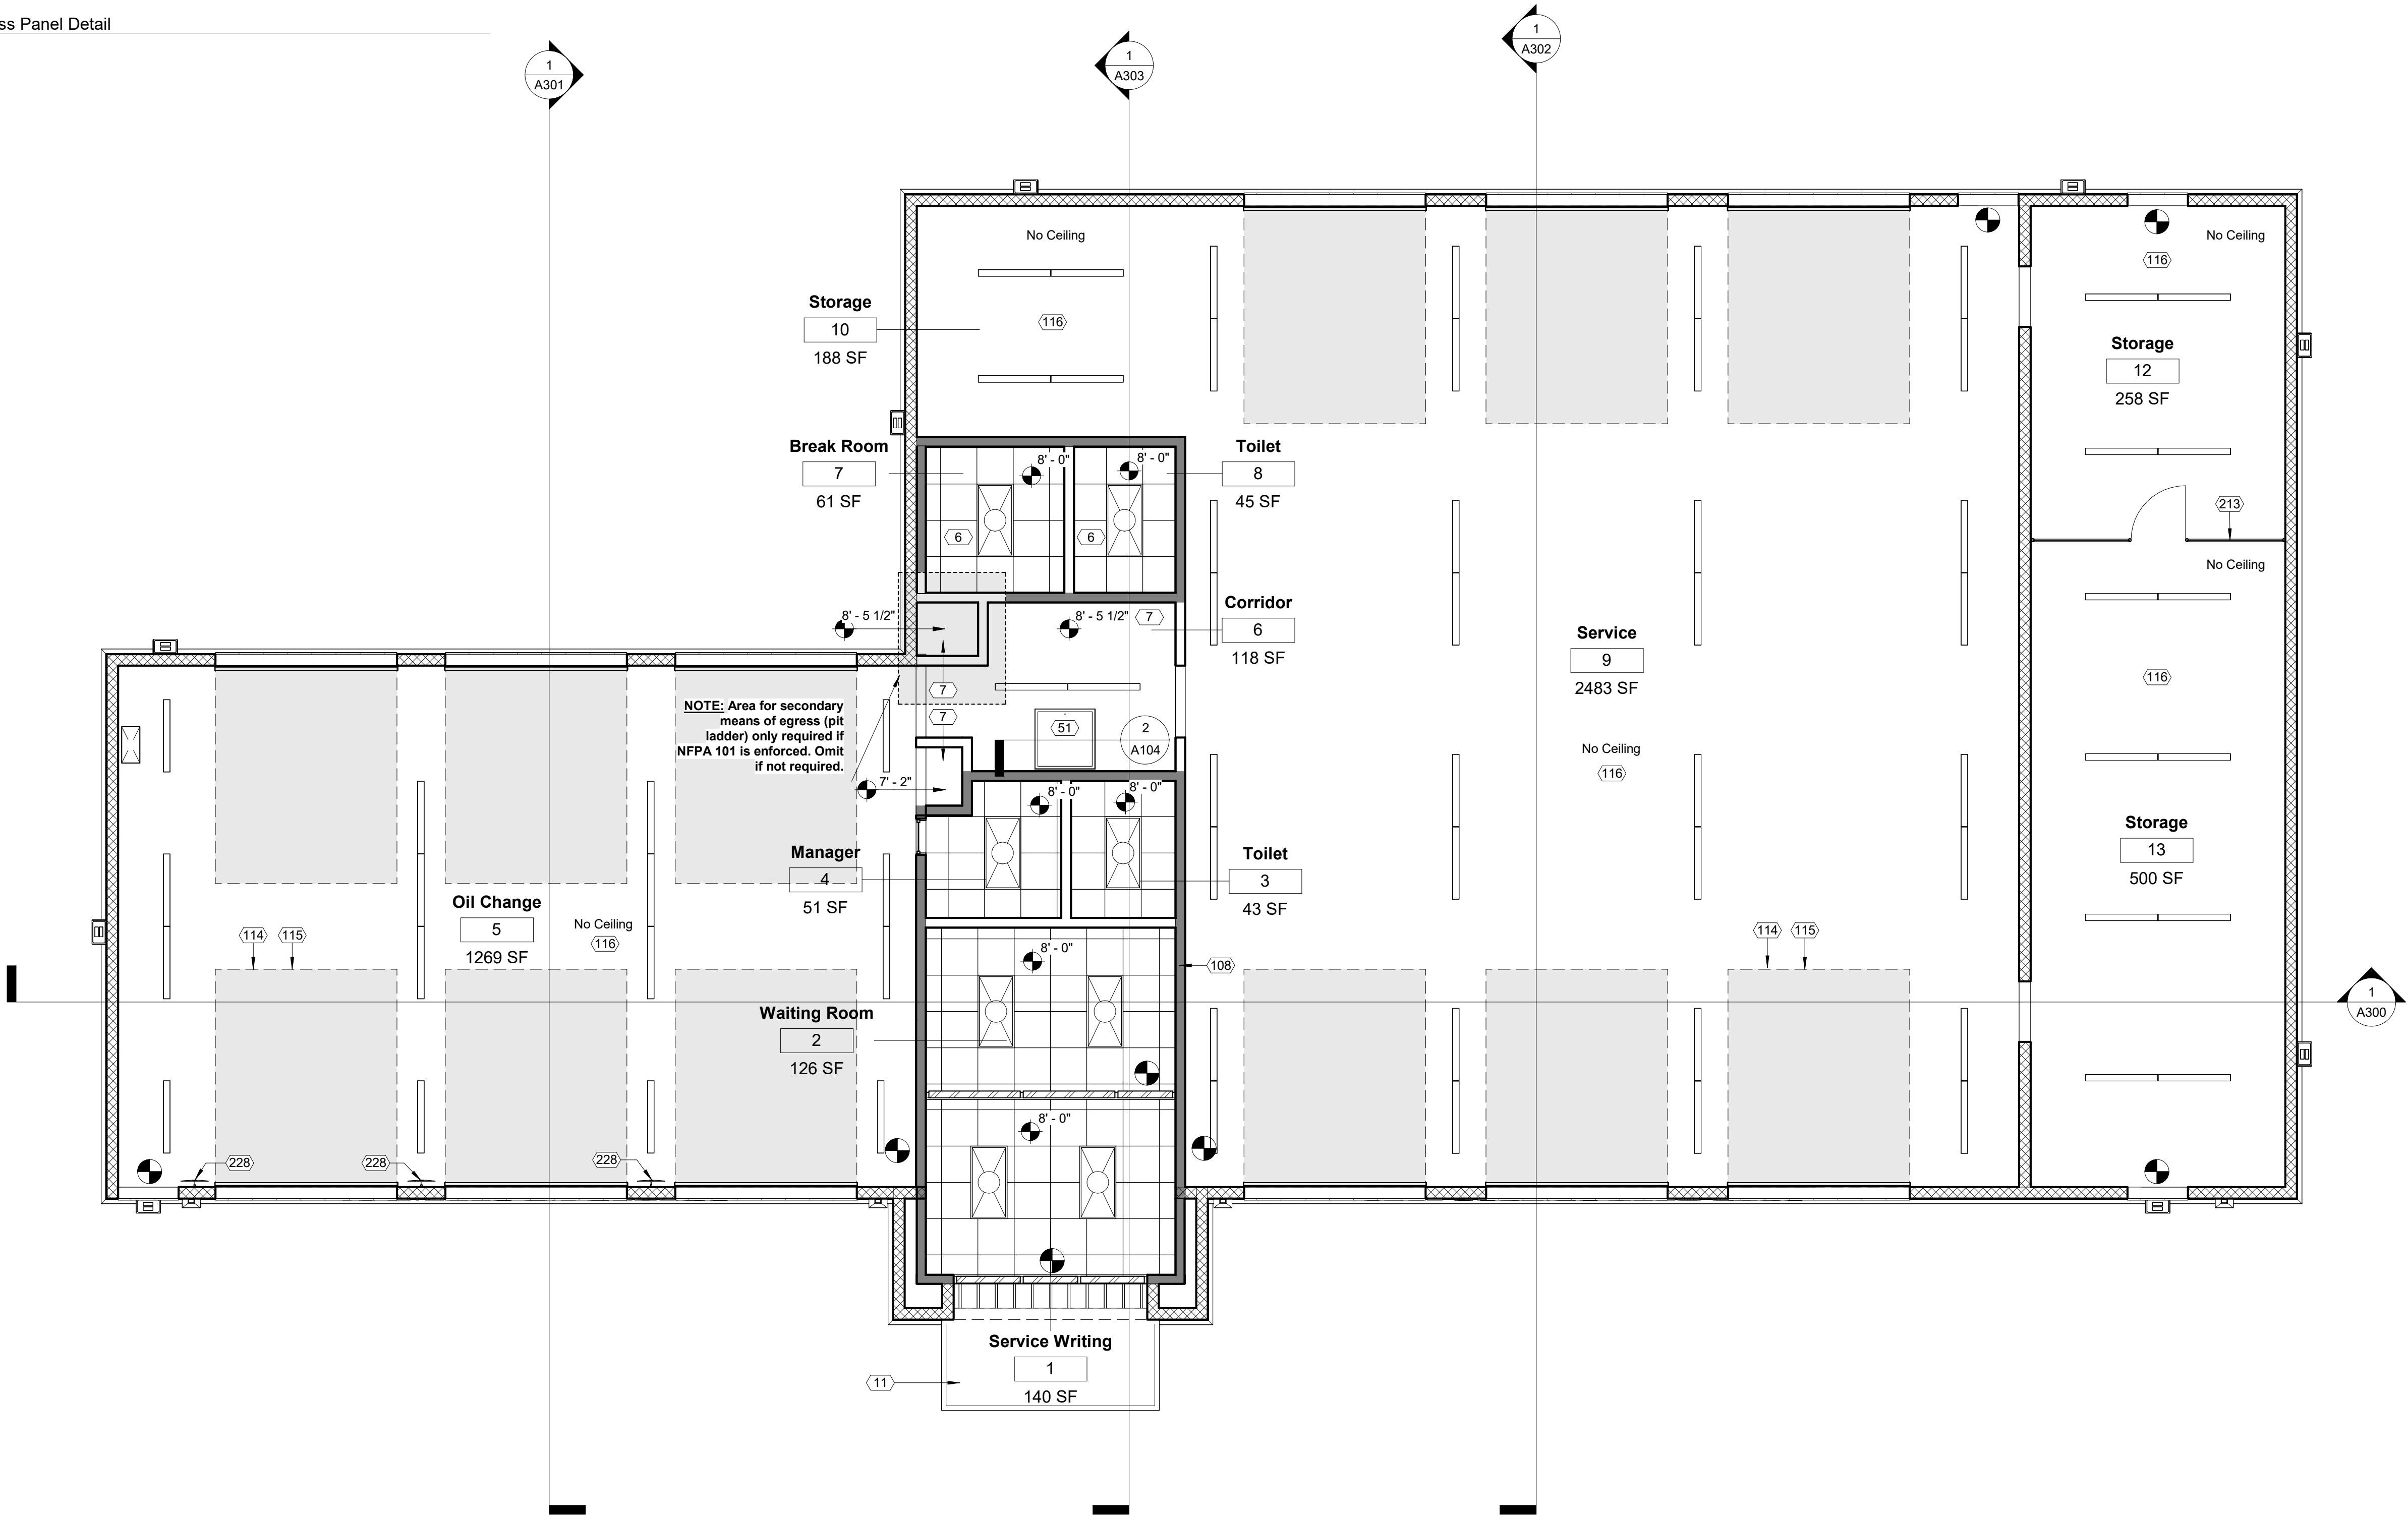 ss Panel Detail
1
A301
1
A303
1
A302
No Ceiling
No Ceiling
116
Storage
10
188 SF
116
Storage
12
258 SF
Break Room
7
61 SF
8' - 0"
8' - 0"
Toilet
8
45 SF
6
6
213
No Ceiling
8' - 5 1/2"
8' - 5 1/2"
7
Corridor
6
118 SF
Service
9
2483 SF
7
7
NOTE: Area for secondary
means of egress (pit
ladder) only required if
NFPA 101 is enforced. Omit
if not required.
51
2
A104
No Ceiling
116
116
7' - 2"
8' - 0"
8' - 0"
Manager
4
51 SF
Toilet
3
43 SF
Storage
13
500 SF
Oil Change
5
1269 SF
No Ceiling
116
114
115
114
115
8' - 0"
108
Waiting Room
2
126 SF
1
A300
8' - 0"
228
228
228
Service Writing
1
140 SF
11